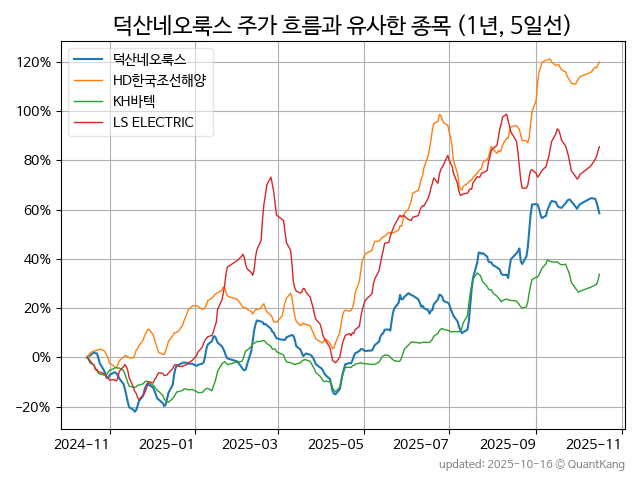 덕산네오룩스 주가 흐름과 유사한 종목 (1년, 5일선)
덕산네오룩스
HD한국조선해양
KH바텍
LS ELECTRIC
120%
100%
80%
60%
40%
20%
0%
−20%
2024-11 2025-01 2025-03 2025-05 2025-07 2025-09 2025-11
updated: 2025-10-16 © QuantKang